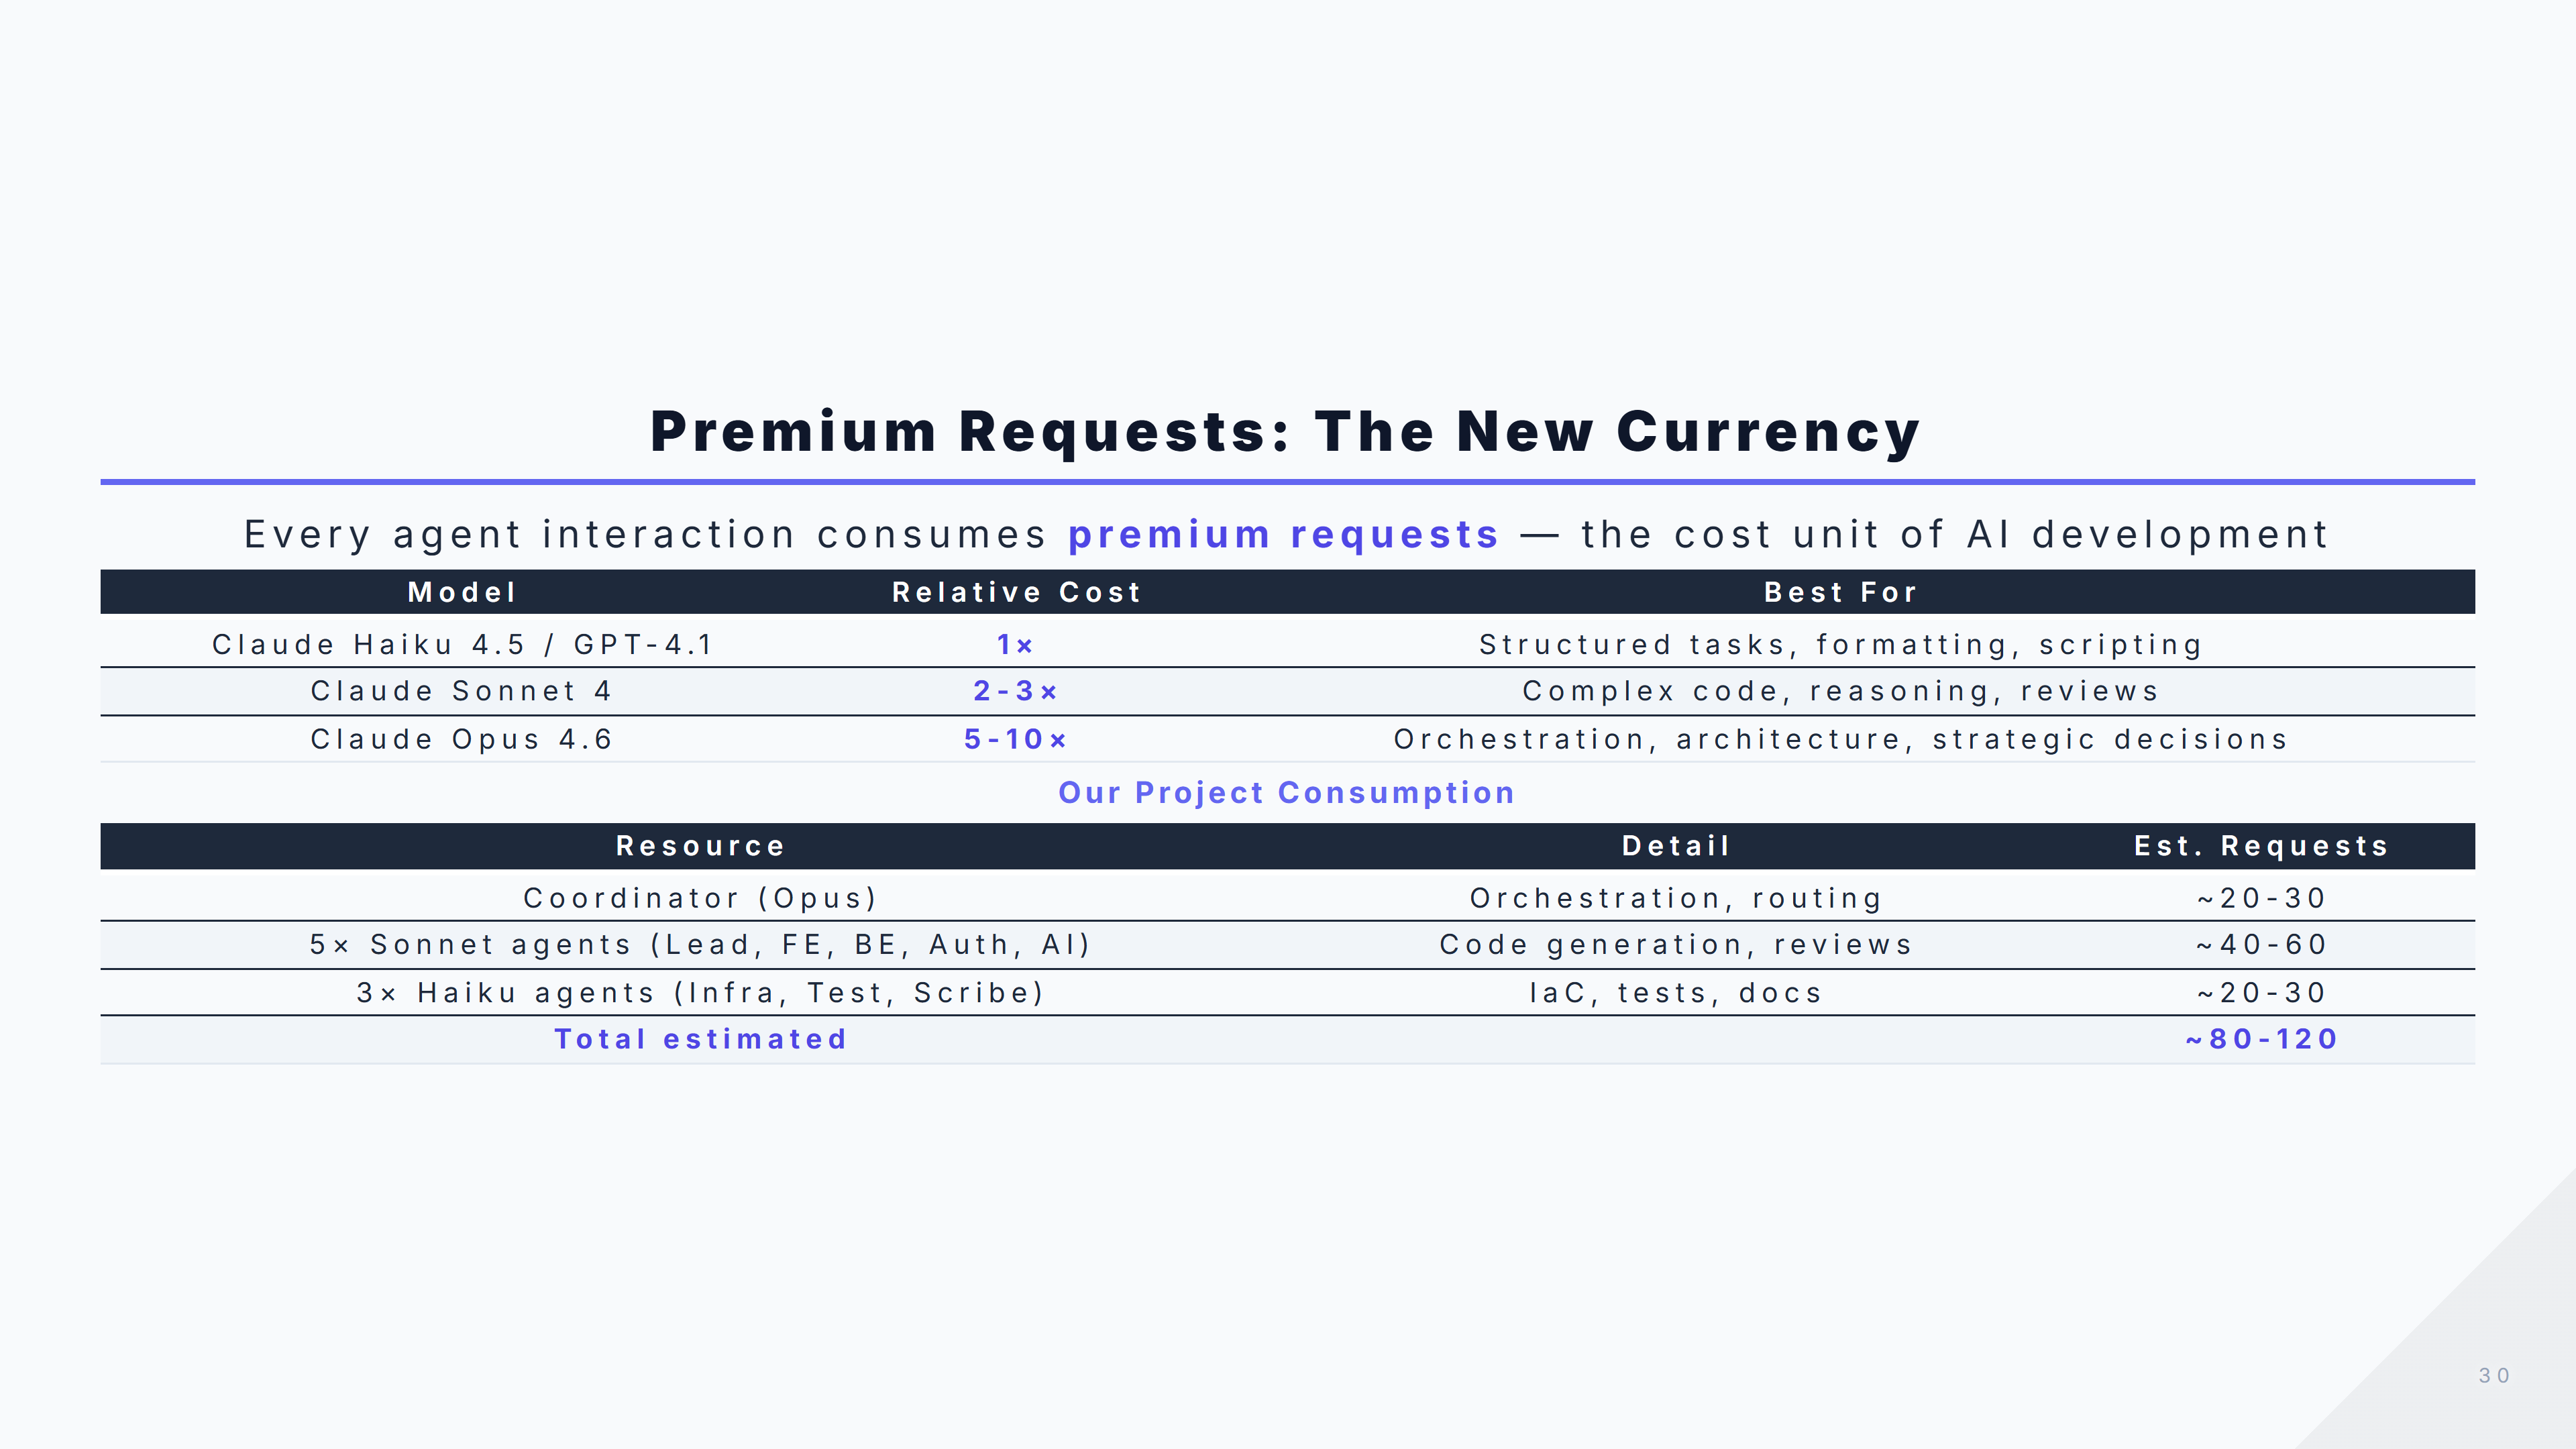 Premium Requests: The New Currency
Every agent interaction consumes premium requests — the cost unit of AI development
Model Relative Cost Best For
Claude Haiku 4.5 / GPT-4.1 1× Structured tasks, formatting, scripting
Claude Sonnet 4 2-3× Complex code, reasoning, reviews
Claude Opus 4.6 5-10× Orchestration, architecture, strategic decisions
Our Project Consumption
Resource Detail Est. Requests
Coordinator (Opus) Orchestration, routing ~20-30
5× Sonnet agents (Lead, FE, BE, Auth, AI) Code generation, reviews ~40-60
3× Haiku agents (Infra, Test, Scribe) IaC, tests, docs ~20-30
Total estimated ~80-120
30